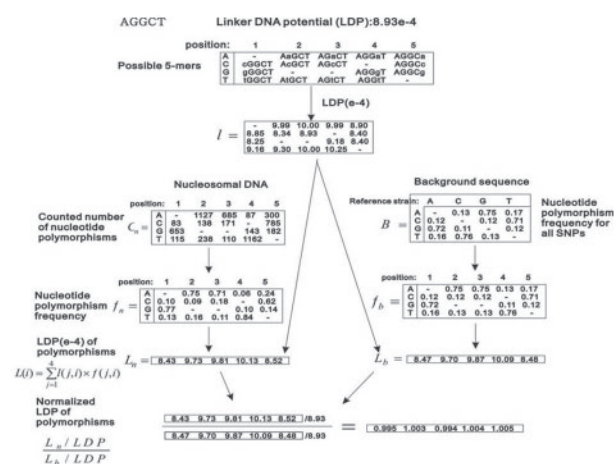 AGGCT Linker DNA potential (LDP):8.93e-4
position: 1 2 3 4 5
Possible 5-mers
A - AaGCT AGaCT AGGaT AGGCa
C cGGCT AcGCT AGcCT - AGGCc
G gGGCT - - AGGgT AGGCg
T tGGCT AtGCT AGtCT AGGtT -
LDP(e-4)
l =
- 9.99 10.00 9.99 8.90
8.85 8.34 8.93 - 8.40
8.25 - - 9.18 8.40
9.16 9.30 10.00 10.25 -
Nucleosomal DNA
position: 1 2 3 4 5
Counted number of nucleotide polymorphisms
C_n =
A - 1127 685 87 300
C 83 138 171 - 785
G 653 - - 143 182
T 115 238 110 1162 -
Background sequence
Reference strain: A C G T
B =
A - 0.13 0.75 0.17
C 0.12 - 0.12 0.71
G 0.72 0.11 - 0.12
T 0.16 0.76 0.13 -
Nucleotide polymorphism frequency for all SNPs
position: 1 2 3 4 5
Nucleotide polymorphism frequency
f_n =
A - 0.75 0.71 0.06 0.24
C 0.10 0.09 0.18 - 0.62
G 0.77 - - 0.10 0.14
T 0.13 0.16 0.11 0.84 -
position: 1 2 3 4 5
f_b =
A - 0.75 0.75 0.13 0.17
C 0.12 0.12 0.12 - 0.71
G 0.72 - - 0.11 0.12
T 0.16 0.13 0.13 0.76 -
LDP(e-4) of polymorphisms
L(i) = ∑_{j=1}^{4} l(j,i) × f(j,i)
L_n = 8.43 9.73 9.81 10.13 8.52
L_b = 8.47 9.70 9.87 10.09 8.48
Normalized LDP of polymorphisms
L_n / LDP
L_b / LDP
8.43 9.73 9.81 10.13 8.52 /8.93
8.47 9.70 9.87 10.09 8.48 /8.93
= 0.995 1.003 0.994 1.004 1.005